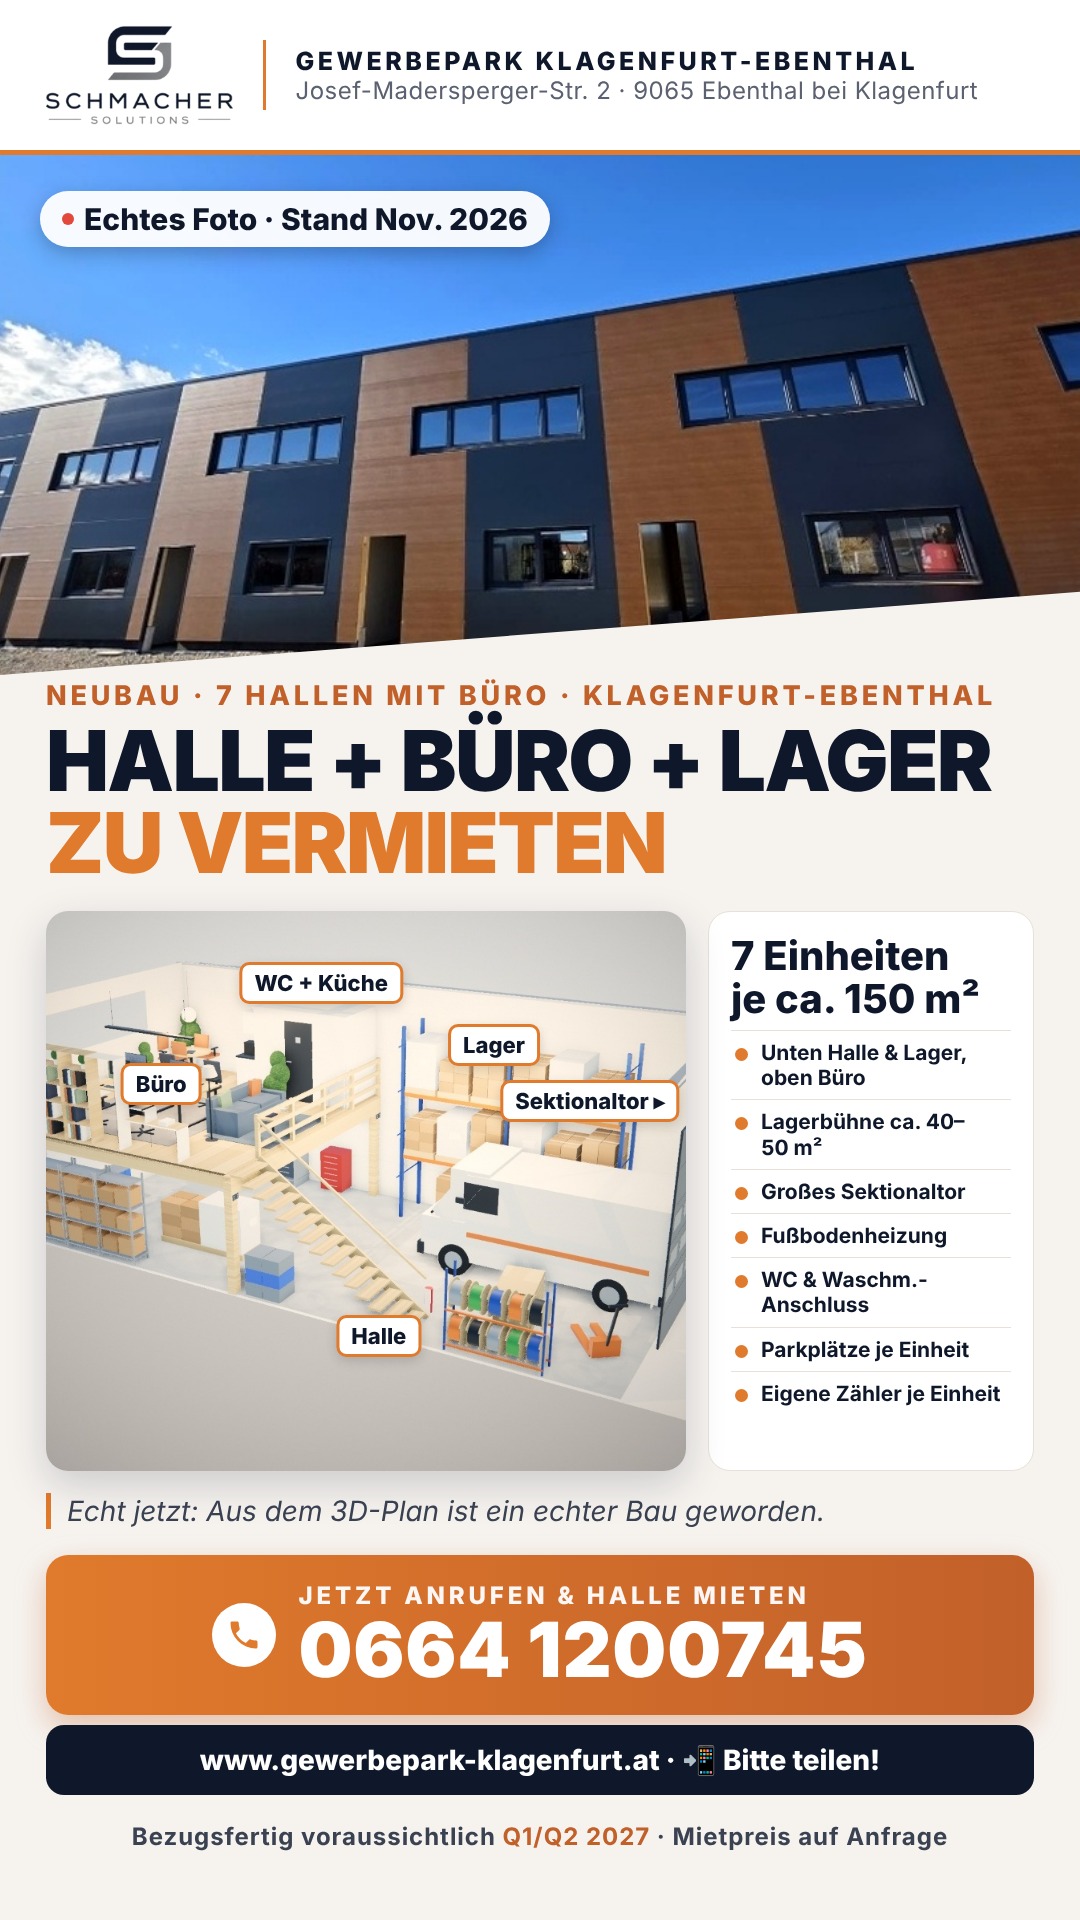 SCHMACHER
SOLUTIONS
GEWERBEPARK KLAGENFURT-EBENTHAL
Josef-Madersperger-Str. 2 · 9065 Ebenthal bei Klagenfurt
Echtes Foto · Stand Nov. 2026
NEUBAU · 7 HALLEN MIT BÜRO · KLAGENFURT-EBENTHAL
HALLE + BÜRO + LAGER
ZU VERMIETEN
WC + Küche
Lager
Büro
Sektionaltor ▸
Halle
7 Einheiten
je ca. 150 m²
Unten Halle & Lager,
oben Büro
Lagerbühne ca. 40–
50 m²
Großes Sektionaltor
Fußbodenheizung
WC & Waschm.-
Anschluss
Parkplätze je Einheit
Eigene Zähler je Einheit
Echt jetzt: Aus dem 3D-Plan ist ein echter Bau geworden.
JETZT ANRUFEN & HALLE MIETEN
0664 1200745
www.gewerbepark-klagenfurt.at · 📲 Bitte teilen!
Bezugsfertig voraussichtlich Q1/Q2 2027 · Mietpreis auf Anfrage